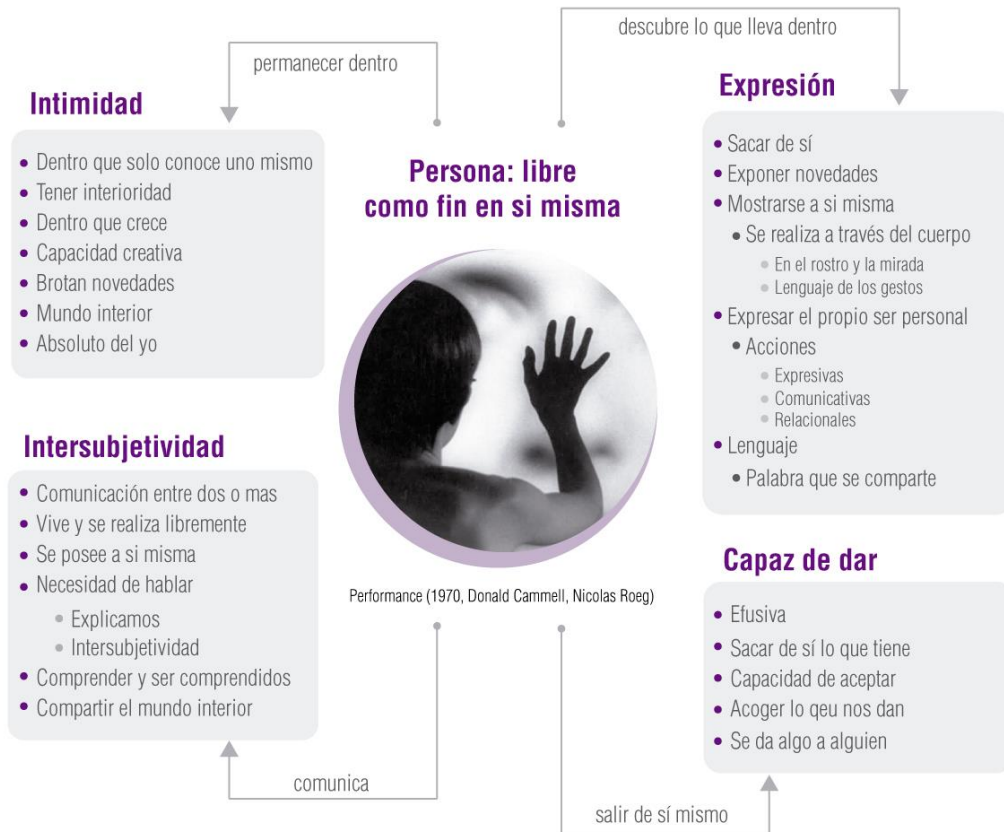 permanecer dentro
descubre lo que lleva dentro
Intimidad
• Dentro que solo conoce uno mismo
• Tener interioridad
• Dentro que crece
• Capacidad creativa
• Brotan novedades
• Mundo interior
• Absoluto del yo
Persona: libre
como fin en si misma
Performance (1970, Donald Cammell, Nicolas Roeg)
Expresión
• Sacar de sí
• Exponer novedades
• Mostrarse a si misma
• Se realiza a través del cuerpo
• En el rostro y la mirada
• Lenguaje de los gestos
• Expresar el propio ser personal
• Acciones
• Expresivas
• Comunicativas
• Relacionales
• Lenguaje
• Palabra que se comparte
Intersubjetividad
• Comunicación entre dos o mas
• Vive y se realiza libremente
• Se posee a si misma
• Necesidad de hablar
• Explicamos
• Intersubjetividad
• Comprender y ser comprendidos
• Compartir el mundo interior
comunica
Capaz de dar
• Efusiva
• Sacar de sí lo que tiene
• Capacidad de aceptar
• Acoger lo qeu nos dan
• Se da algo a alguien
salir de sí mismo